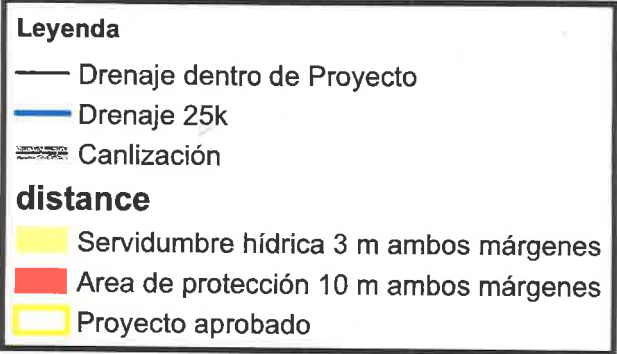 Leyenda
Drenaje dentro de Proyecto
Drenaje 25k
Canlización
distance
Servidumbre hídrica 3 m ambos márgenes
Area de protección 10 m ambos márgenes
Proyecto aprobado